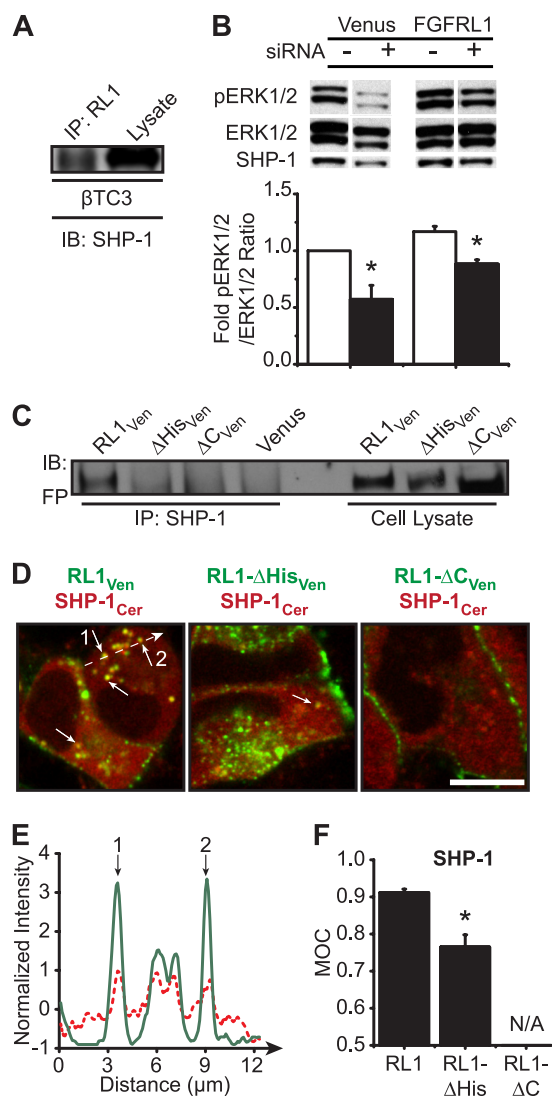 A
IP: RL1
Lysate
βTC3
IB: SHP-1
B
Venus FGFRL1
siRNA - + - +
pERK1/2
ERK1/2
SHP-1
Fold pERK1/2
/ERK1/2 Ratio
1.5
1.0
0.5
0.0
*
*
C
RL1Ven
ΔHisVen
ΔCVen
Venus
RL1Ven
ΔHisVen
ΔCVen
IB:
FP
IP: SHP-1
Cell Lysate
D
RL1Ven
SHP-1Cer
RL1-ΔHisVen
SHP-1Cer
RL1-ΔCVen
SHP-1Cer
1
2
E
1
2
Normalized Intensity
4
3
2
1
0
-1
0 3 6 9 12
Distance (μm)
F
SHP-1
MOC
1.0
0.9
0.8
0.7
0.6
0.5
*
N/A
RL1
RL1-
ΔHis
RL1-
ΔC